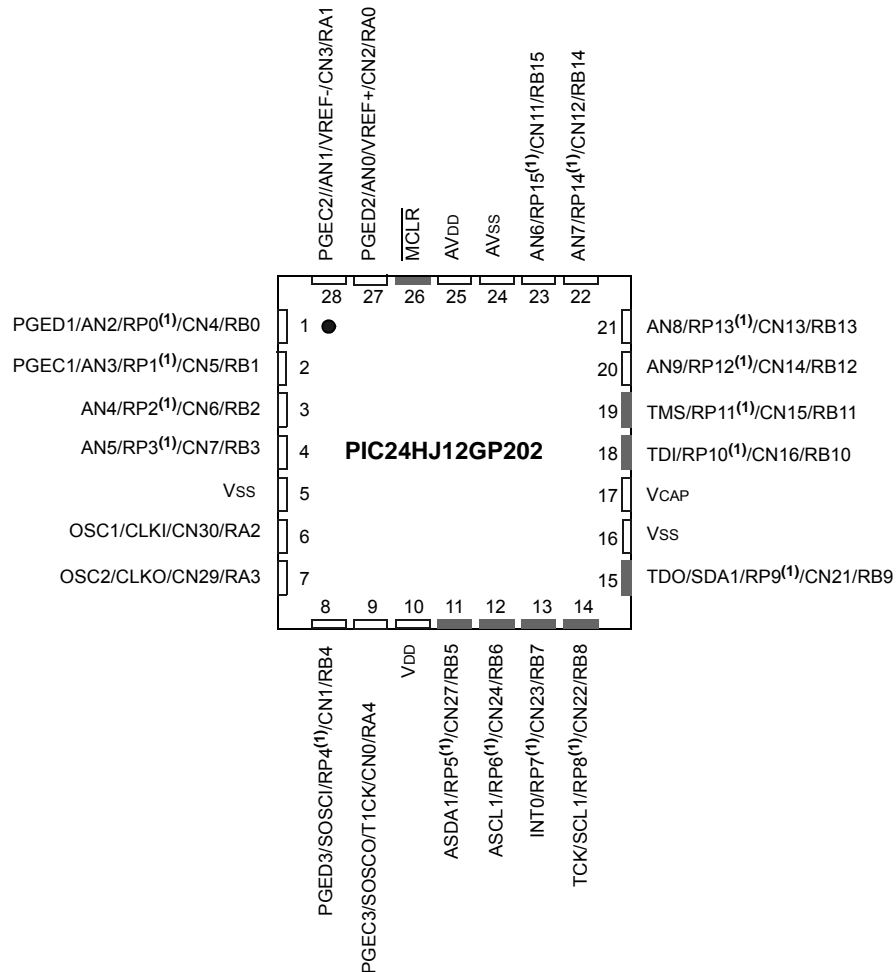 PGEC2//AN1/VREF-/CN3/RA1
PGED2/AN0/VREF+/CN2/RA0
MCLR
AVDD
AVSS
AN6/RP15(1)/CN11/RB15
AN7/RP14(1)/CN12/RB14
28 27 26 25 24 23 22
PGED1/AN2/RP0(1)/CN4/RB0 1
PGEC1/AN3/RP1(1)/CN5/RB1 2
AN4/RP2(1)/CN6/RB2 3
AN5/RP3(1)/CN7/RB3 4
VSS 5
OSC1/CLKI/CN30/RA2 6
OSC2/CLKO/CN29/RA3 7
PIC24HJ12GP202
21 AN8/RP13(1)/CN13/RB13
20 AN9/RP12(1)/CN14/RB12
19 TMS/RP11(1)/CN15/RB11
18 TDI/RP10(1)/CN16/RB10
17 VCAP
16 VSS
15 TDO/SDA1/RP9(1)/CN21/RB9
8 9 10 11 12 13 14
PGED3/SOSCI/RP4(1)/CN1/RB4
PGEC3/SOSCO/T1CK/CN0/RA4
VDD
ASDA1/RP5(1)/CN27/RB5
ASCL1/RP6(1)/CN24/RB6
INT0/RP7(1)/CN23/RB7
TCK/SCL1/RP8(1)/CN22/RB8